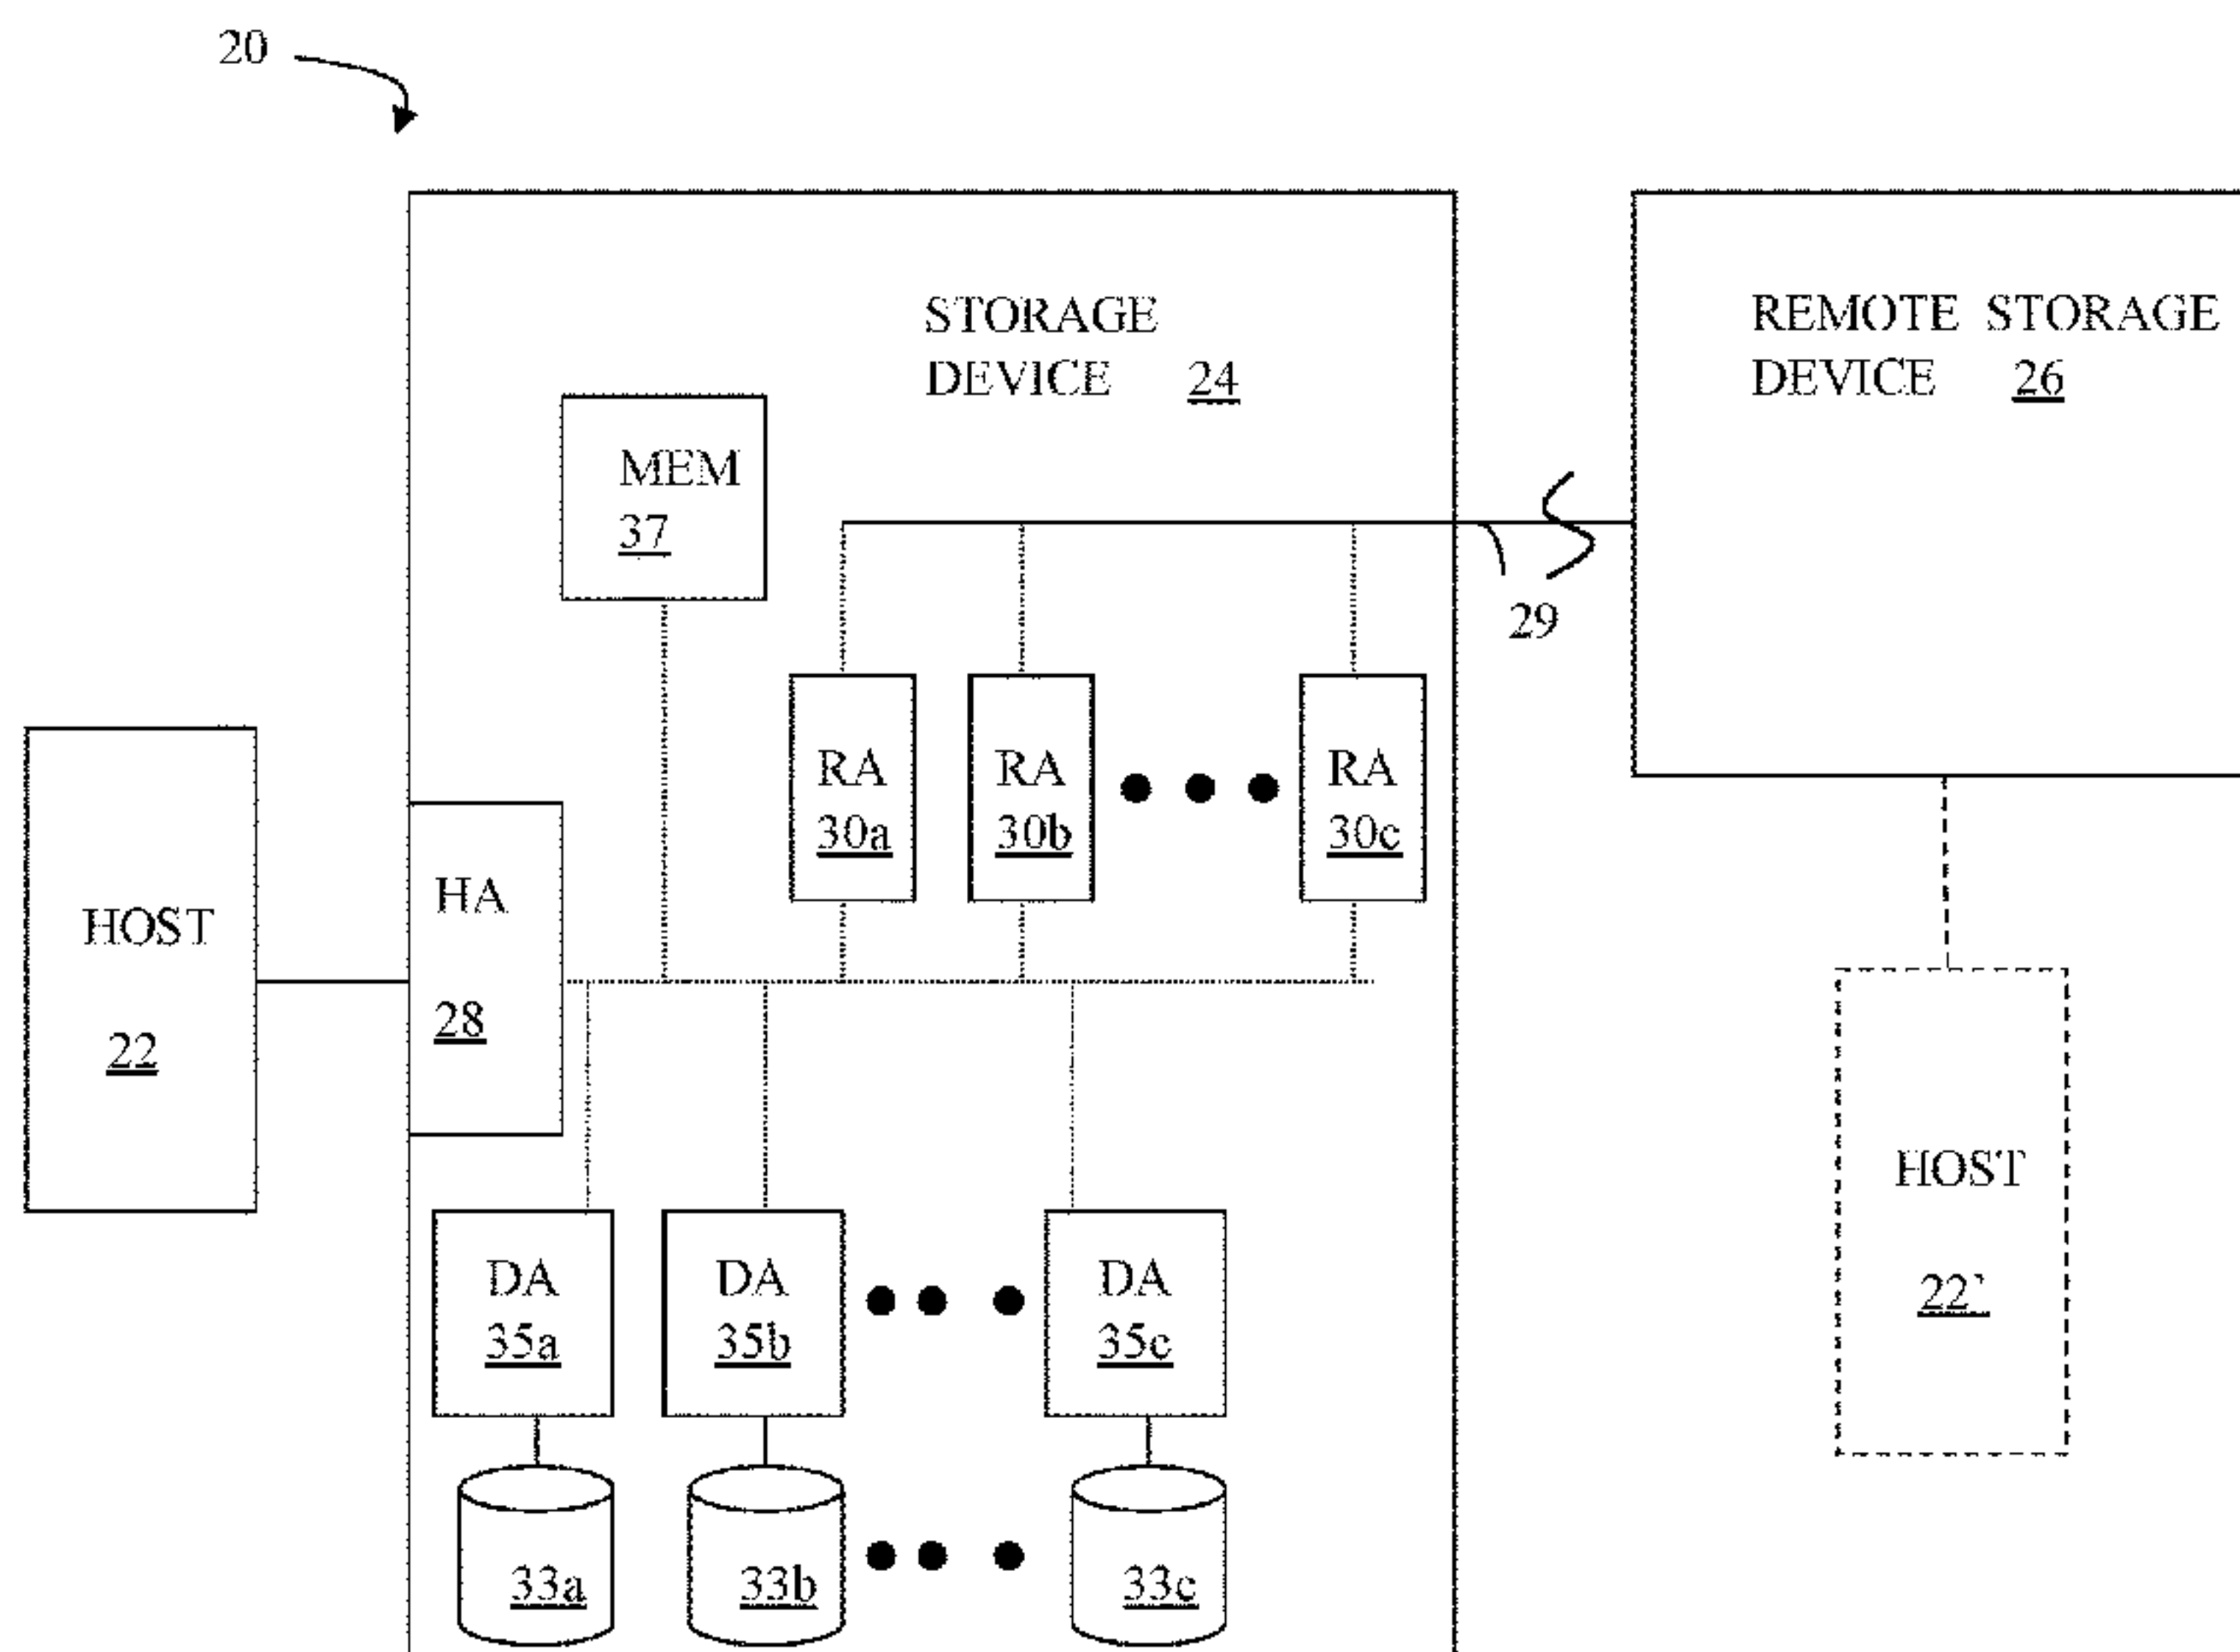 20
STORAGE
DEVICE 24
REMOTE STORAGE
DEVICE 26
MEM
37
29
RA
30a
RA
30b
RA
30c
HOST
22
HA
28
HOST
22'
DA
35a
DA
35b
DA
35c
33a
33b
33c